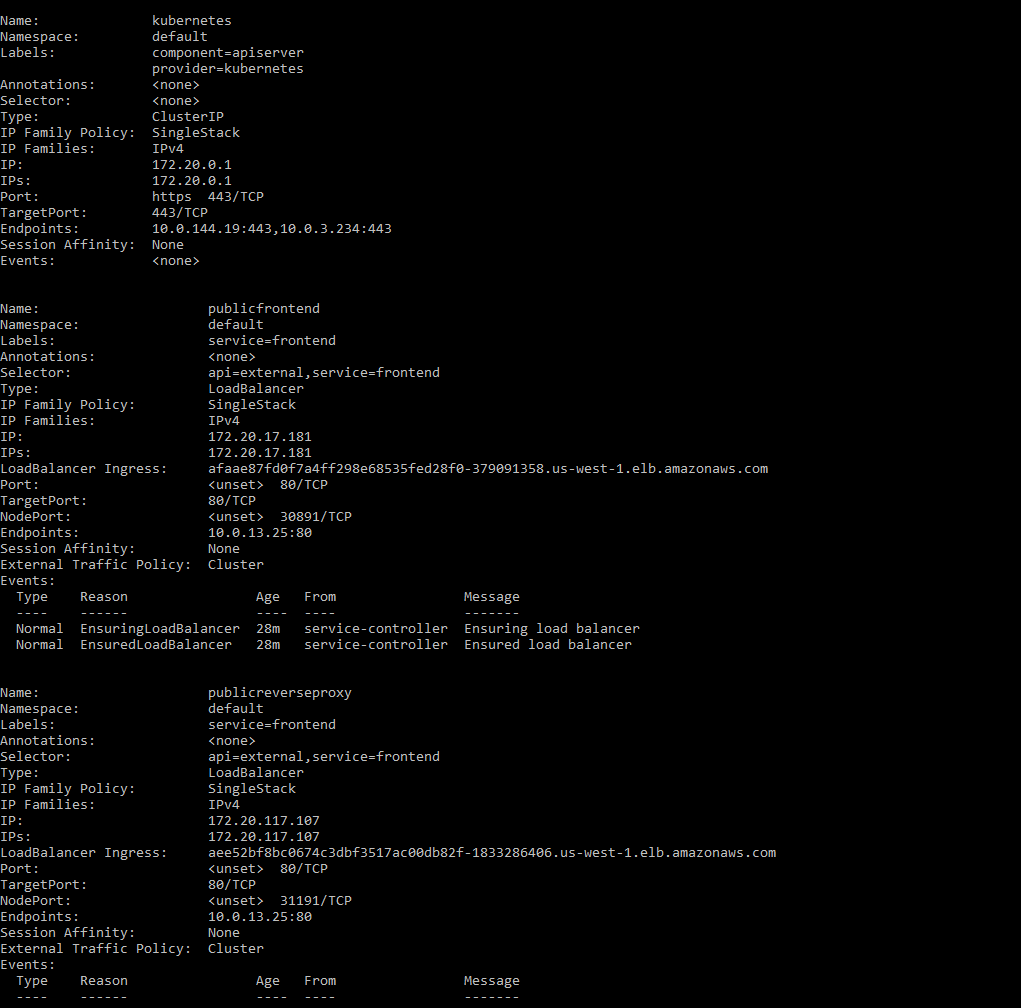 Name:              kubernetes
Namespace:         default
Labels:            component=apiserver
                   provider=kubernetes
Annotations:       <none>
Selector:          <none>
Type:              ClusterIP
IP Family Policy:  SingleStack
IP Families:       IPv4
IP:                172.20.0.1
IPs:               172.20.0.1
Port:              https  443/TCP
TargetPort:        443/TCP
Endpoints:         10.0.144.19:443,10.0.3.234:443
Session Affinity:  None
Events:            <none>

Name:                     publicfrontend
Namespace:                default
Labels:                   service=frontend
Annotations:              <none>
Selector:                 api=external,service=frontend
Type:                     LoadBalancer
IP Family Policy:         SingleStack
IP Families:              IPv4
IP:                       172.20.17.181
IPs:                      172.20.17.181
LoadBalancer Ingress:     afaae87fd0f7a4ff298e68535fed28f0-379091358.us-west-1.elb.amazonaws.com
Port:                     <unset>  80/TCP
TargetPort:               80/TCP
NodePort:                 <unset>  30891/TCP
Endpoints:                10.0.13.25:80
Session Affinity:         None
External Traffic Policy:  Cluster
Events:
  Type    Reason                Age   From                Message
  ----    ------                ----  ----                -------
  Normal  EnsuringLoadBalancer  28m   service-controller  Ensuring load balancer
  Normal  EnsuredLoadBalancer   28m   service-controller  Ensured load balancer

Name:                     publicreverseproxy
Namespace:                default
Labels:                   service=frontend
Annotations:              <none>
Selector:                 api=external,service=frontend
Type:                     LoadBalancer
IP Family Policy:         SingleStack
IP Families:              IPv4
IP:                       172.20.117.107
IPs:                      172.20.117.107
LoadBalancer Ingress:     aee52bf8bc0674c3dbf3517ac00db82f-1833286406.us-west-1.elb.amazonaws.com
Port:                     <unset>  80/TCP
TargetPort:               80/TCP
NodePort:                 <unset>  31191/TCP
Endpoints:                10.0.13.25:80
Session Affinity:         None
External Traffic Policy:  Cluster
Events:
  Type    Reason                Age   From                Message
  ----    ------                ----  ----                -------